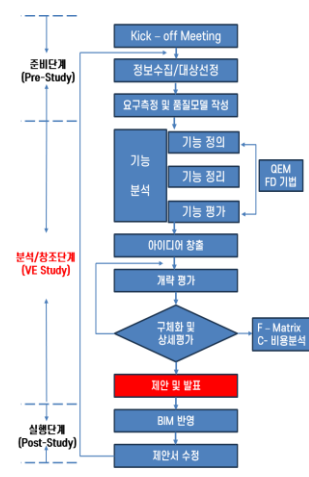 Kick – off Meeting
준비단계
(Pre-Study)
정보수집/대상선정
요구측정 및 품질모델 작성
기능
분석
기능 정의
기능 정리
기능 평가
QEM
FD 기법
아이디어 창출
분석/창조단계
(VE Study)
개략 평가
구체화 및
상세평가
F – Matrix
C- 비용분석
제안 및 발표
BIM 반영
실행단계
(Post-Study)
제안서 수정